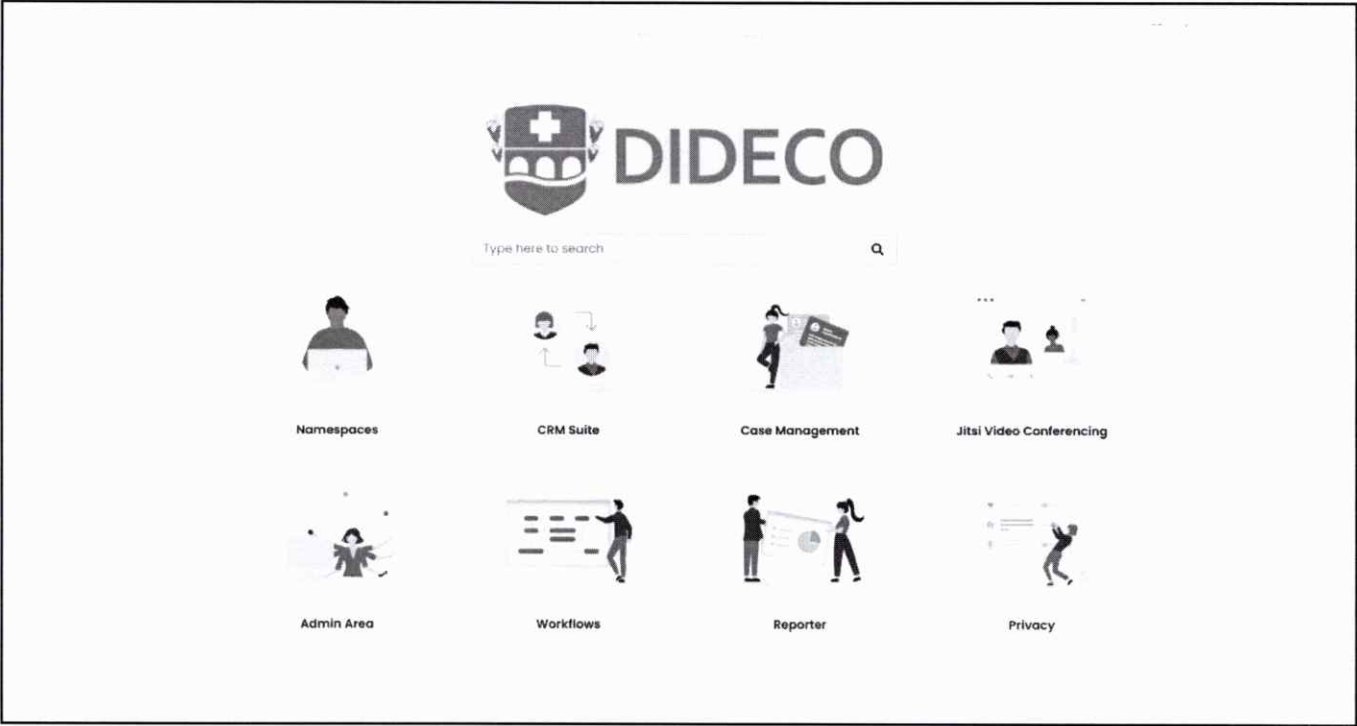 DIDECO
Type here to search
Namespaces
CRM Suite
Case Management
Jitsi Video Conferencing
Admin Area
Workflows
Reporter
Privacy